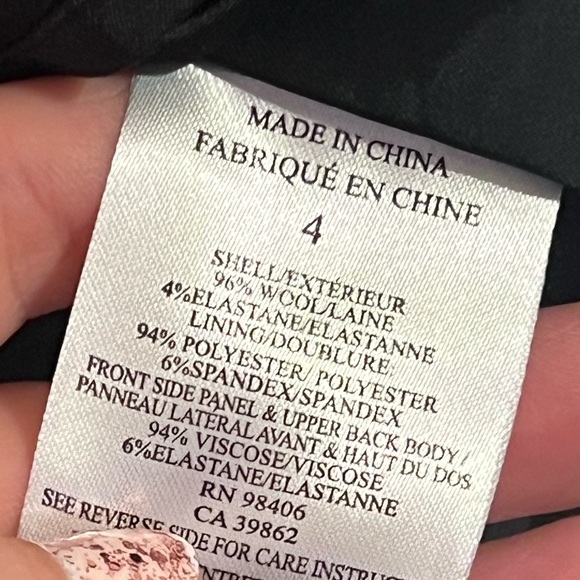 MADE IN CHINA
FABRIQUÉ EN CHINE
4
SHELL/EXTÉRIEUR
96% WOOL/LAINE
4%ELASTANE/ELASTANNE
LINING/DOUBLURE:
94% POLYESTER/ POLYESTER
6%SPANDEX/SPANDEX
FRONT SIDE PANEL & UPPER BACK BODY/
PANNEAU LATÉRAL AVANT & HAUT DU DOS
94% VISCOSE/VISCOSE
6%ELASTANE/ELASTANNE
RN 98406
CA 39862
SEE REVERSE SIDE FOR CARE